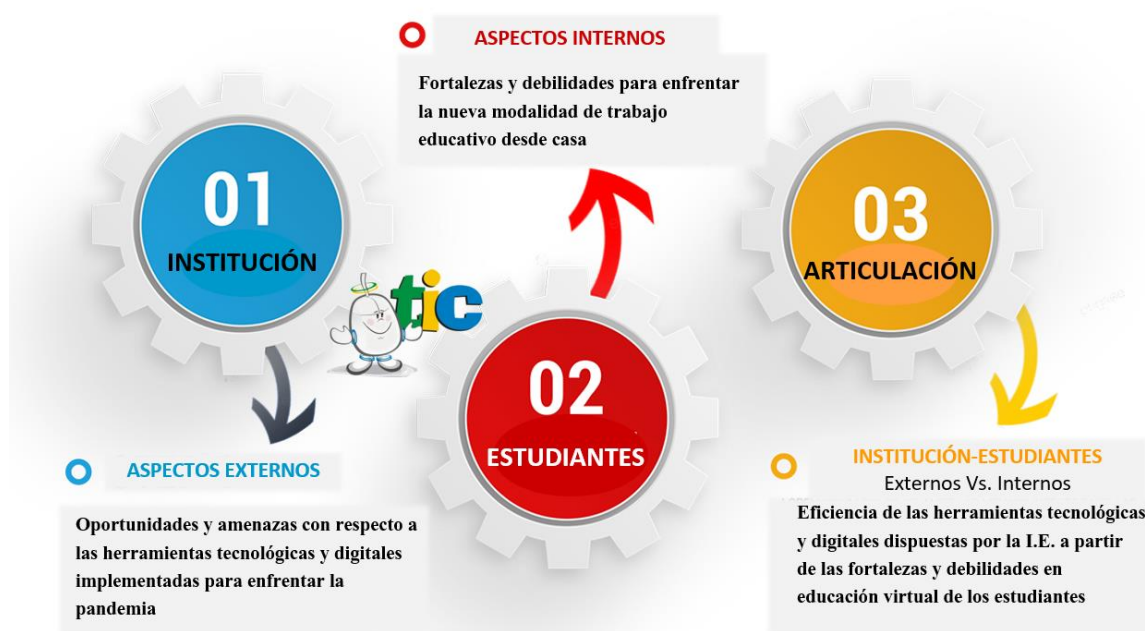 01
INSTITUCIÓN
ASPECTOS EXTERNOS
Oportunidades y amenazas con respecto a
las herramientas tecnológicas y digitales
implementadas para enfrentar la
pandemia
tic
ASPECTOS INTERNOS
Fortalezas y debilidades para enfrentar
la nueva modalidad de trabajo
educativo desde casa
02
ESTUDIANTES
03
ARTICULACIÓN
INSTITUCIÓN-ESTUDIANTES
Externos Vs. Internos
Eficiencia de las herramientas tecnológicas
y digitales dispuestas por la I.E. a partir
de las fortalezas y debilidades en
educación virtual de los estudiantes